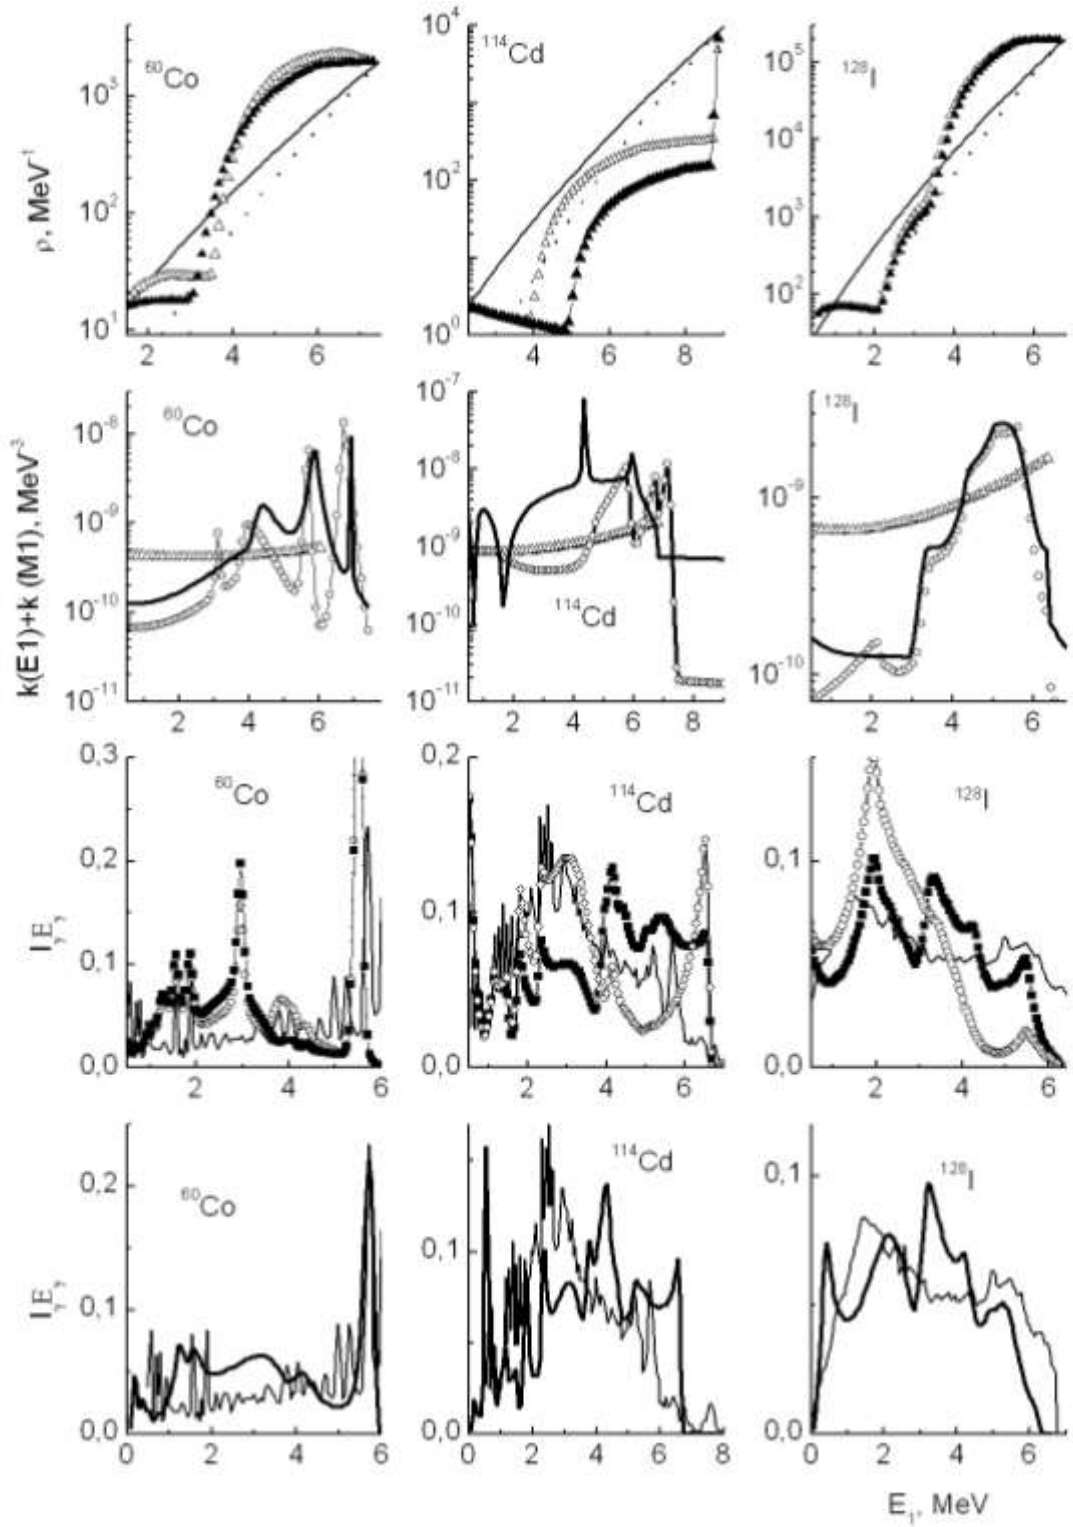 ρ, MeV⁻¹
⁶⁰Co
10³
10²
10¹
2 4 6
¹¹⁴Cd
10⁴
10²
10⁰
4 6 8
¹²⁸I
10⁵
10⁴
10³
10²
2 4 6
k(E1)+k (M1), MeV⁻³
⁶⁰Co
10⁻⁸
10⁻⁹
10⁻¹⁰
10⁻¹¹
2 4 6
10⁻⁷
10⁻⁸
10⁻⁹
¹¹⁴Cd
10⁻¹⁰
10⁻¹¹
2 4 6 8
¹²⁸I
10⁻⁹
10⁻¹⁰
2 4 6
IᵧEᵧ
0,3
⁶⁰Co
0,2
0,1
0,0
2 4 6
0,2
¹¹⁴Cd
0,1
0,0
2 4 6
¹²⁸I
0,1
0,0
2 4 6
IᵧEᵧ
0,2
⁶⁰Co
0,1
0,0
0 2 4 6
¹¹⁴Cd
0,1
0,0
0 2 4 6 8
0,1
¹²⁸I
0,0
0 2 4 6
E₁, MeV